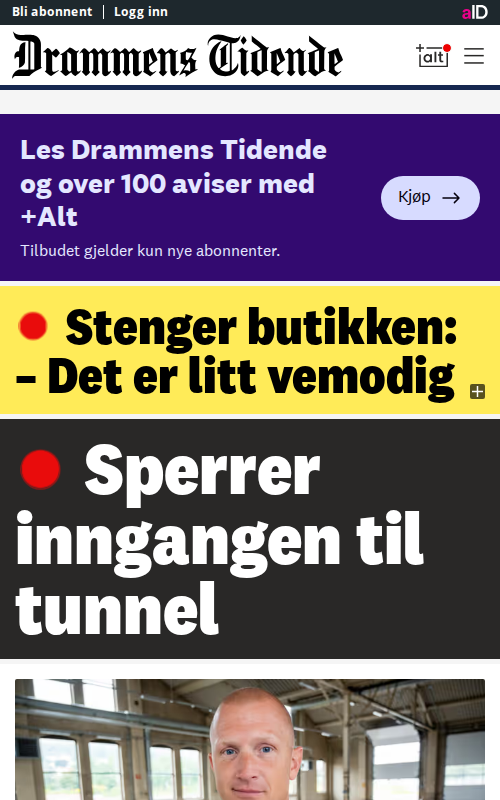 Bli abonnent | Logg inn
aID
Drammens Tidende
+alt
Les Drammens Tidende
og over 100 aviser med
+Alt
Kjøp →
Tilbudet gjelder kun nye abonnenter.
Stenger butikken:
– Det er litt vemodig
Sperrer
inngangen til
tunnel